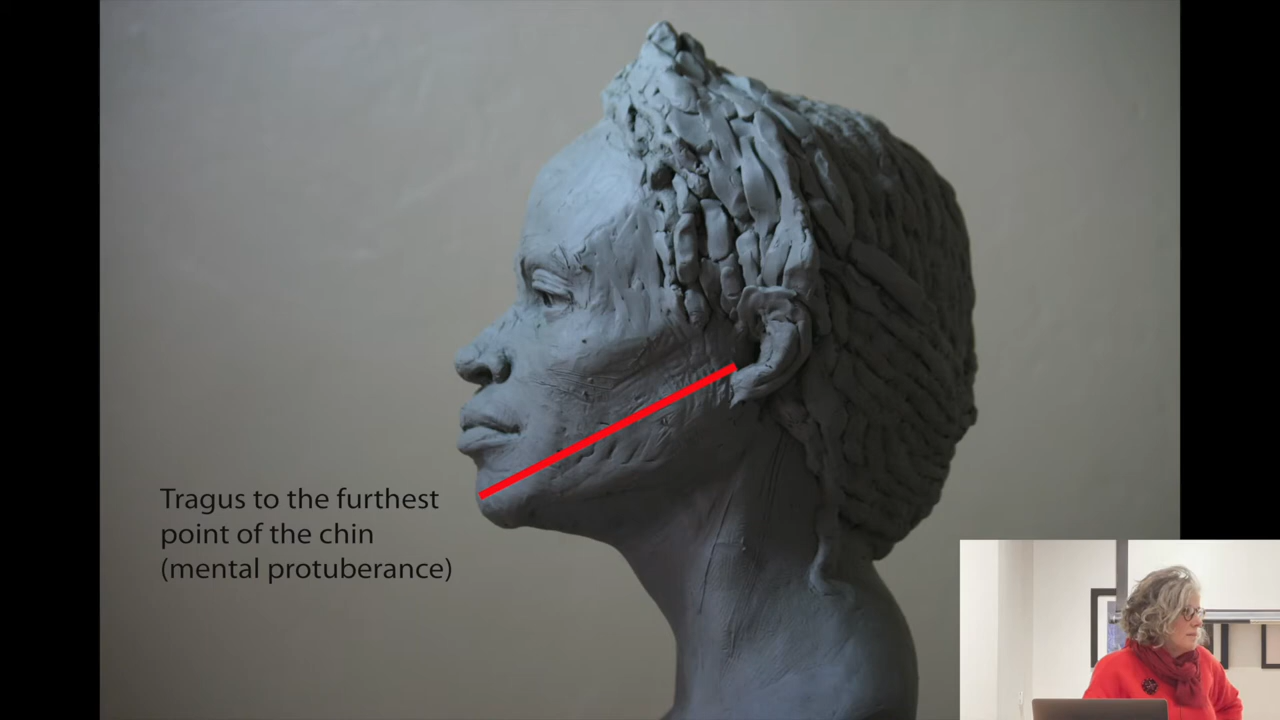 Tragus to the furthest
point of the chin
(mental protuberance)